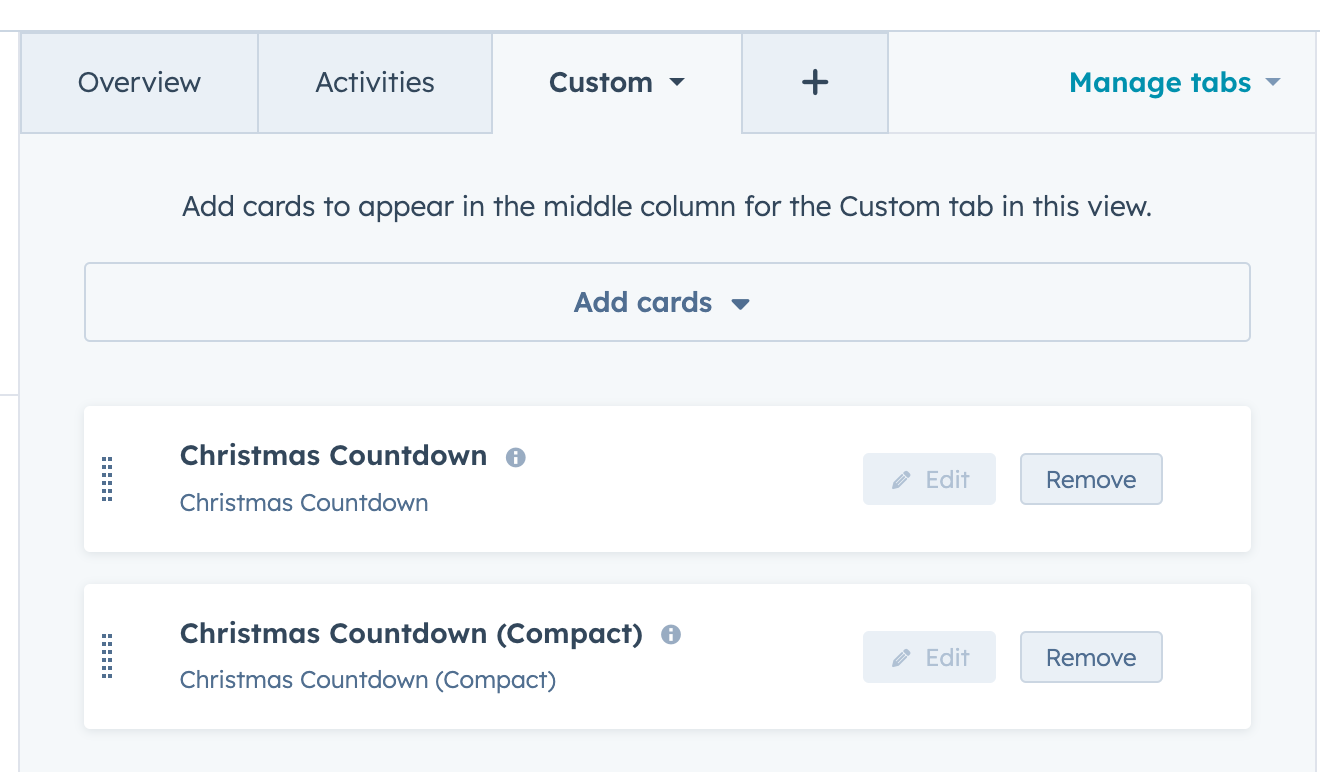 Overview
Activities
Custom
+
Manage tabs
Add cards to appear in the middle column for the Custom tab in this view.
Add cards
Christmas Countdown
Christmas Countdown
Edit
Remove
Christmas Countdown (Compact)
Christmas Countdown (Compact)
Edit
Remove